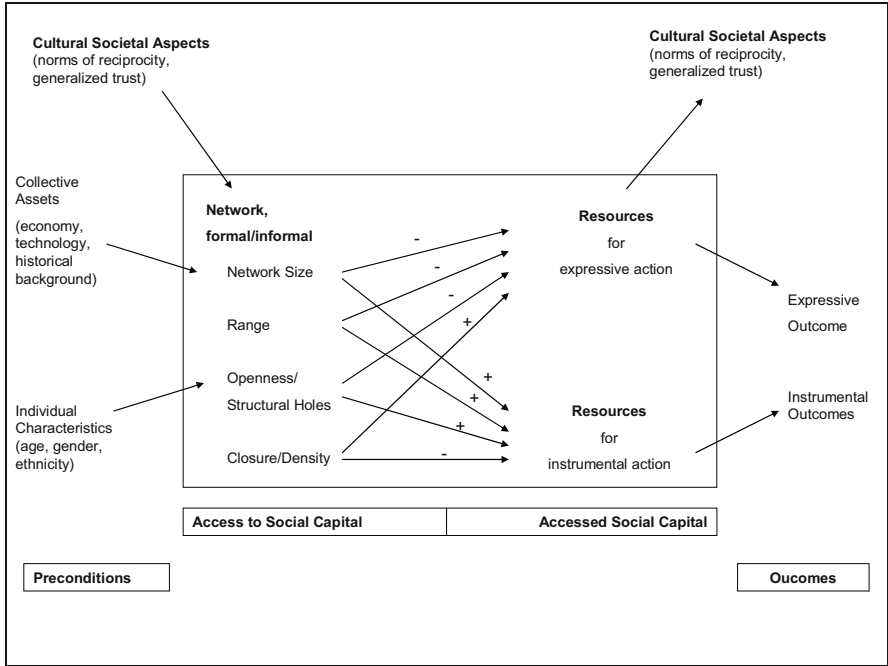 Cultural Societal Aspects
(norms of reciprocity,
generalized trust)
Cultural Societal Aspects
(norms of reciprocity,
generalized trust)
Collective
Assets
(economy,
technology,
historical
background)
Individual
Characteristics
(age, gender,
ethnicity)
Network,
formal/informal
Network Size
Range
Openness/
Structural Holes
Closure/Density
-
-
-
+
+
+
+
-
Resources
for
expressive action
Resources
for
instrumental action
Expressive
Outcome
Instrumental
Outcomes
Access to Social Capital
Accessed Social Capital
Preconditions
Oucomes